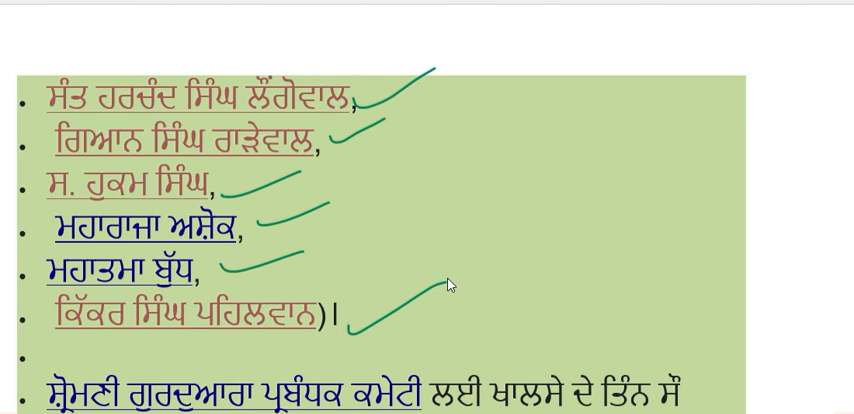 • ਸੰਤ ਹਰਚੰਦ ਸਿੰਘ ਲੌਂਗੋਵਾਲ,
• ਗਿਆਨ ਸਿੰਘ ਰਾੜੇਵਾਲ,
• ਸ. ਹੁਕਮ ਸਿੰਘ,
• ਮਹਾਰਾਜਾ ਅਸ਼ੋਕ,
• ਮਹਾਤਮਾ ਬੁੱਧ,
• ਕਿੱਕਰ ਸਿੰਘ ਪਹਿਲਵਾਨ)।
•
• ਸ਼੍ਰੋਮਣੀ ਗੁਰਦੁਆਰਾ ਪ੍ਰਬੰਧਕ ਕਮੇਟੀ ਲਈ ਖਾਲਸੇ ਦੇ ਤਿੰਨ ਸੌ